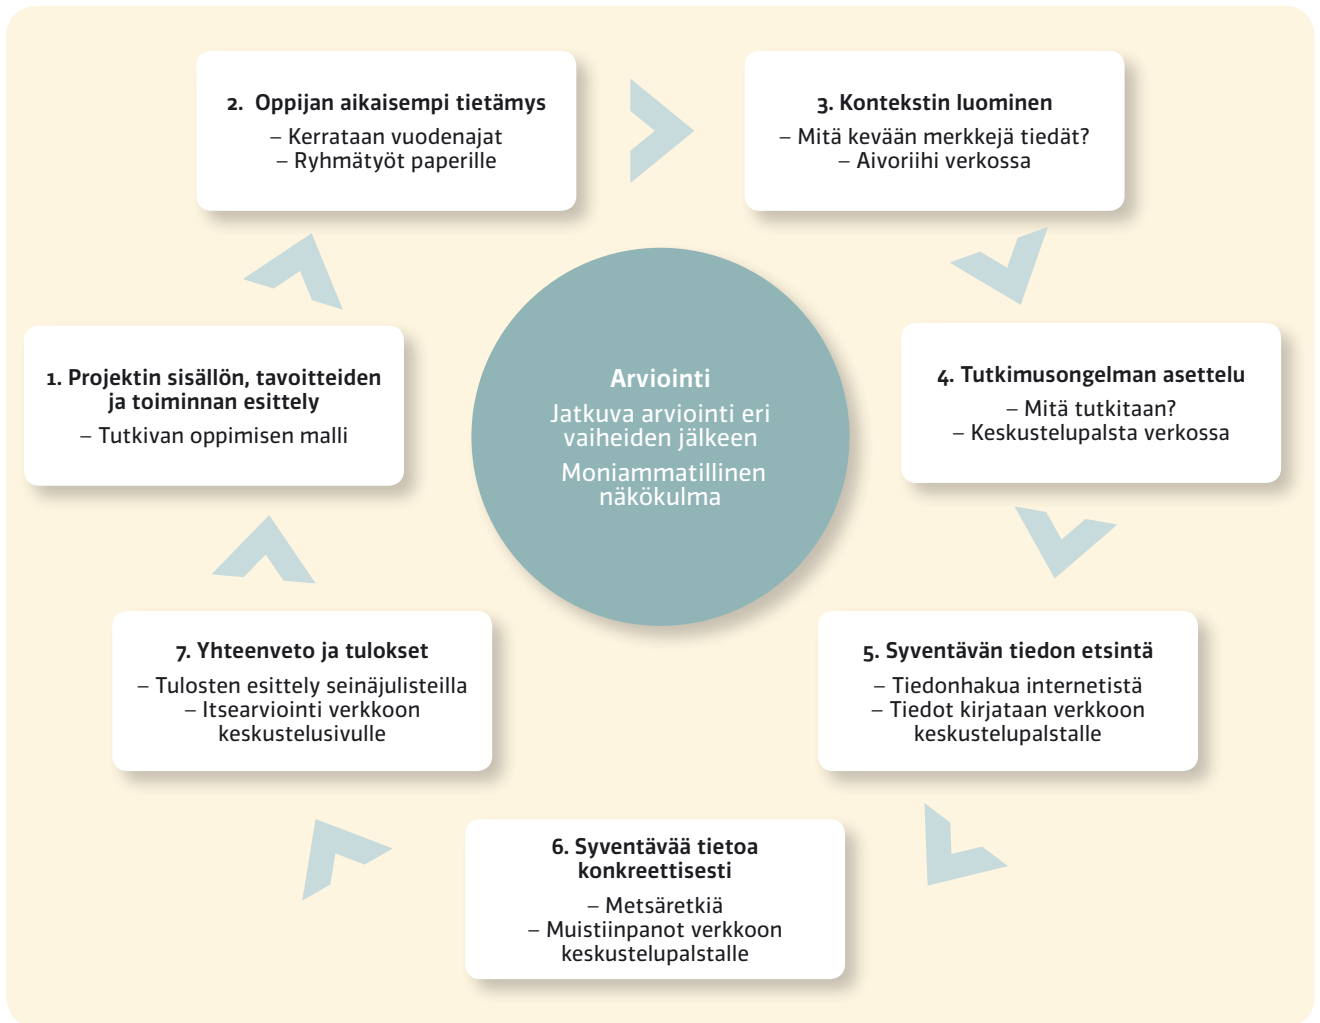 1. Projektin sisällön, tavoitteiden
ja toiminnan esittely
– Tutkivan oppimisen malli
2. Oppijan aikaisempi tietämys
– Kerrataan vuodenajat
– Ryhmätyöt paperille
3. Kontekstin luominen
– Mitä kevään merkkejä tiedät?
– Aivoriihi verkossa
4. Tutkimusongelman asettelu
– Mitä tutkitaan?
– Keskustelupalsta verkossa
5. Syventävän tiedon etsintä
– Tiedonhakua internetistä
– Tiedot kirjataan verkkoon
keskustelupalstalle
6. Syventävää tietoa
konkreettisesti
– Metsäretkiä
– Muistiinpanot verkkoon
keskustelupalstalle
7. Yhteenveto ja tulokset
– Tulosten esittely seinäjulisteilla
– Itsearviointi verkkoon
keskustelusivulle
Arviointi
Jatkuva arviointi eri
vaiheiden jälkeen
Moniammatillinen
näkökulma